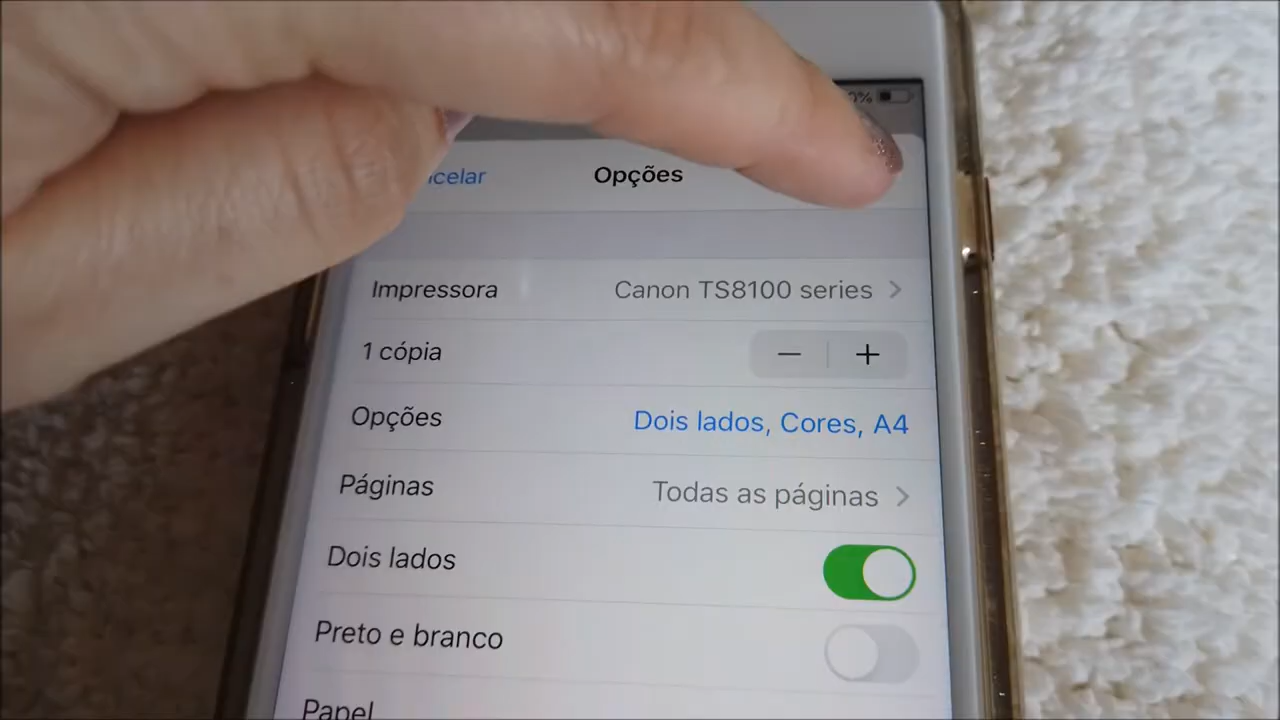 Opções
Impressora Canon TS8100 series
1 cópia
Opções Dois lados, Cores, A4
Páginas Todas as páginas
Dois lados
Preto e branco
Papel